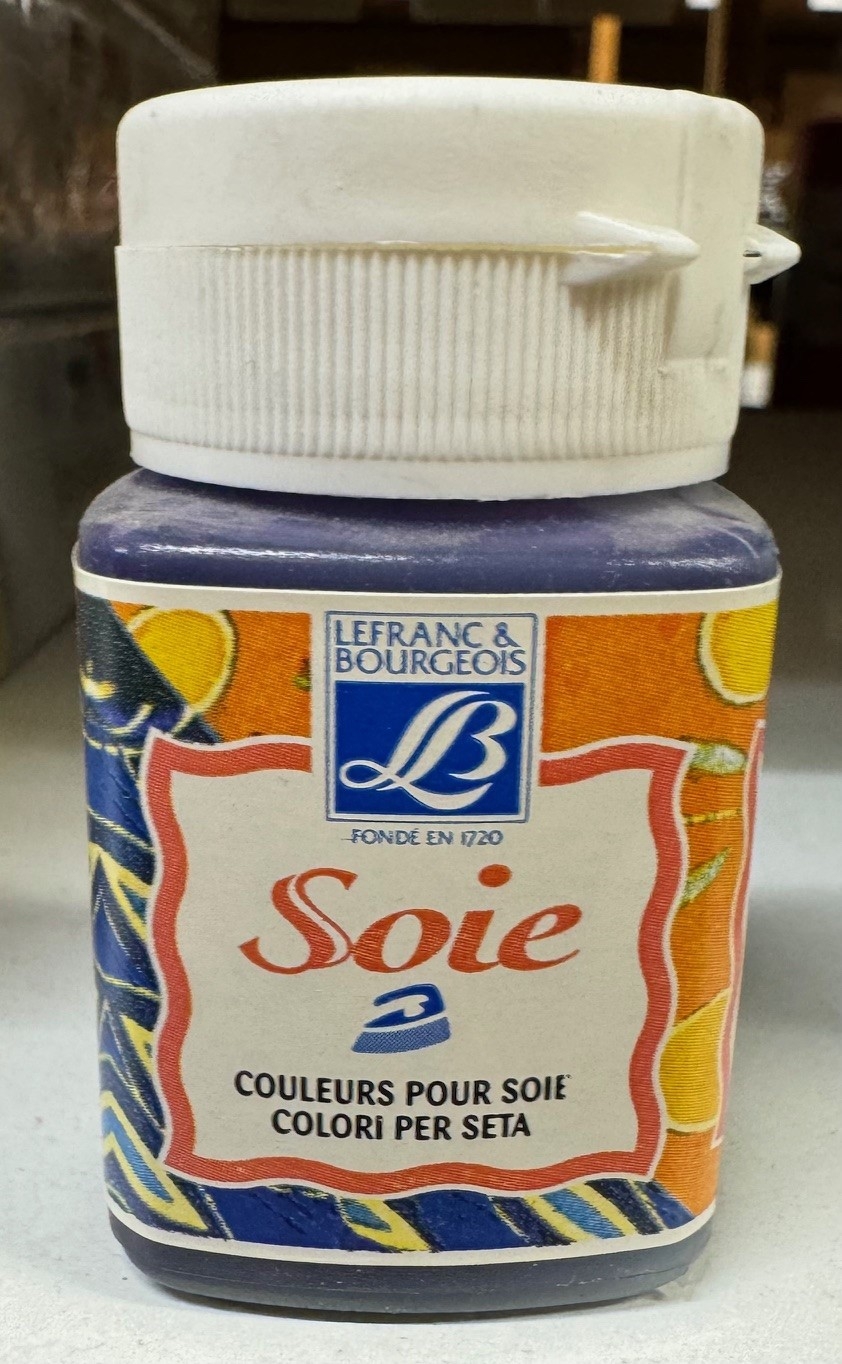 LEFRANC &
BOURGEOIS
LB
FONDÉ EN 1720
Soie
COULEURS POUR SOIE
COLORI PER SETA